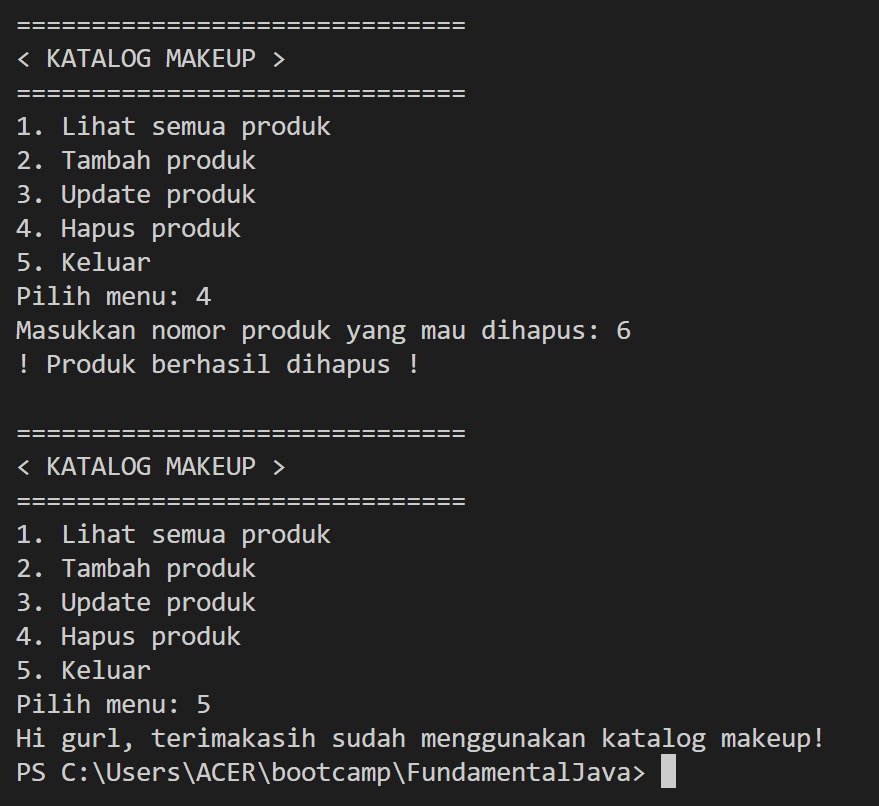 ==============================
< KATALOG MAKEUP >
==============================
1. Lihat semua produk
2. Tambah produk
3. Update produk
4. Hapus produk
5. Keluar
Pilih menu: 4
Masukkan nomor produk yang mau dihapus: 6
! Produk berhasil dihapus !

==============================
< KATALOG MAKEUP >
==============================
1. Lihat semua produk
2. Tambah produk
3. Update produk
4. Hapus produk
5. Keluar
Pilih menu: 5
Hi gurl, terimakasih sudah menggunakan katalog makeup!
PS C:\Users\ACER\bootcamp\FundamentalJava>